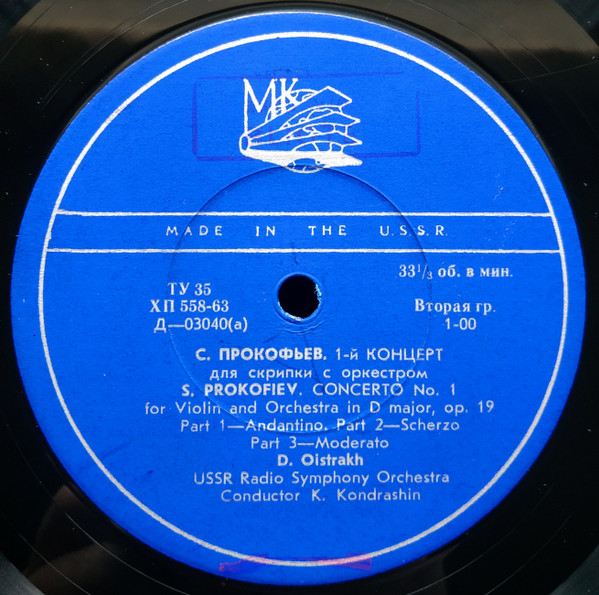 МК
MADE IN THE U.S.S.R.
33 1/3 об. в мин.
ТУ 35
ХП 558-63
Д—03040(а)
Вторая гр.
1-00
С. ПРОКОФЬЕВ. 1-й КОНЦЕРТ
для скрипки с оркестром
S. PROKOFIEV. CONCERTO No. 1
for Violin and Orchestra in D major, op. 19
Part 1—Andantino. Part 2—Scherzo
Part 3—Moderato
D. Oistrakh
USSR Radio Symphony Orchestra
Conductor K. Kondrashin